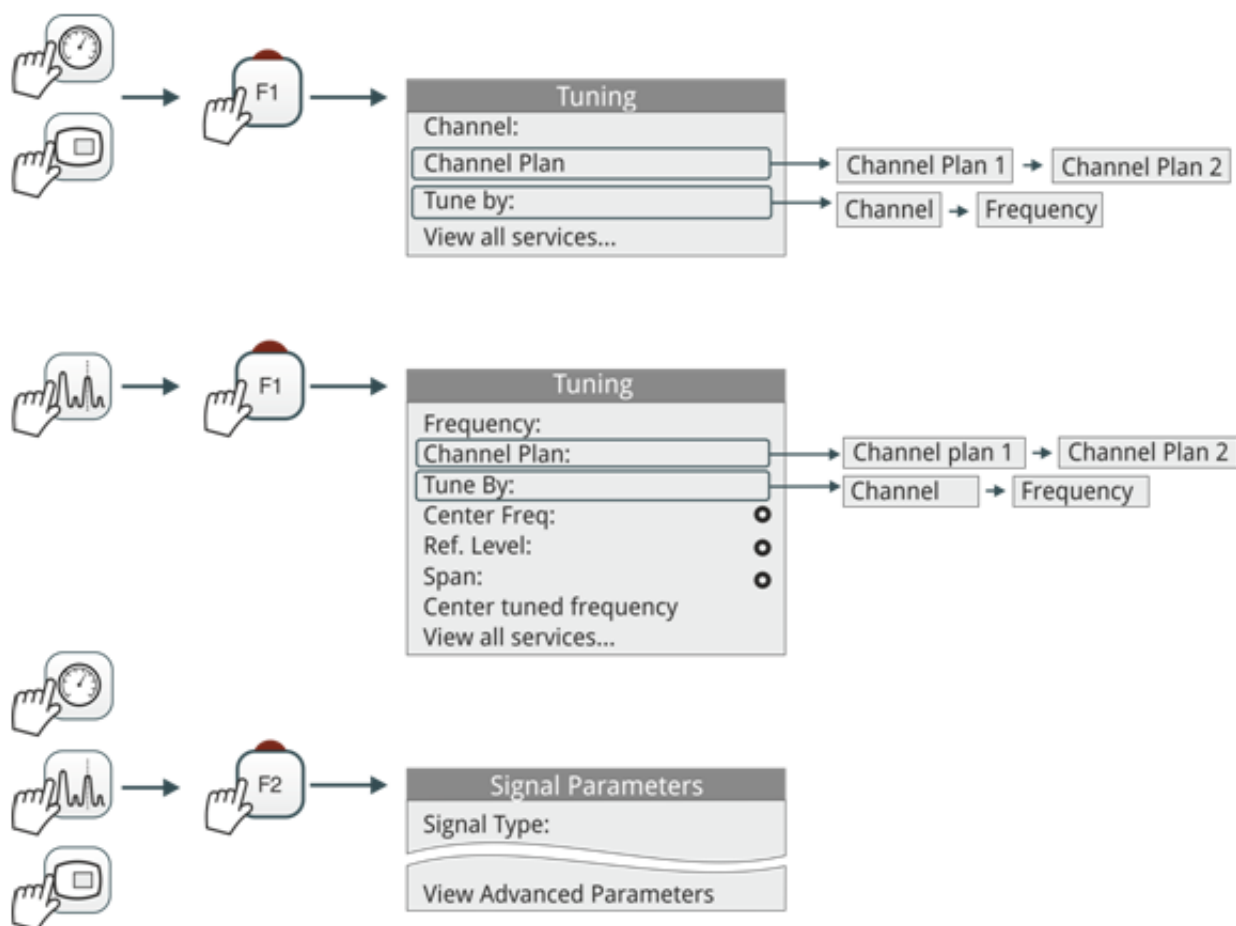 F1
Tuning
Channel:
Channel Plan
Channel Plan 1
Channel Plan 2
Tune by:
Channel
Frequency
View all services...
F1
Tuning
Frequency:
Channel Plan:
Channel plan 1
Channel Plan 2
Tune By:
Channel
Frequency
Center Freq:
Ref. Level:
Span:
Center tuned frequency
View all services...
F2
Signal Parameters
Signal Type:
View Advanced Parameters